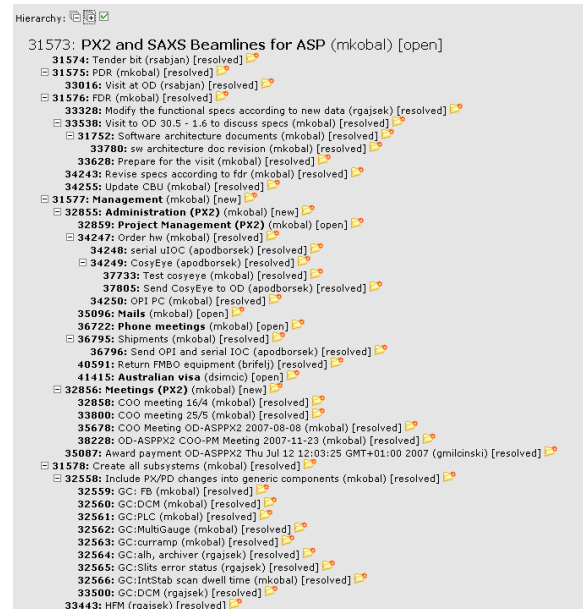 Hierarchy:
31573: PX2 and SAXS Beamlines for ASP (mkobal) [open]
31574: Tender bit (rsabjan) [resolved]
31575: PDR (mkobal) [resolved]
33016: Visit at OD (rsabjan) [resolved]
31576: FDR (mkobal) [resolved]
33328: Modify the functional specs according to new data (rgajsek) [resolved]
33538: Visit to OD 30.5 - 1.6 to discuss specs (mkobal) [resolved]
31752: Software architecture documents (mkobal) [resolved]
33780: sw architecture doc revision (mkobal) [resolved]
33628: Prepare for the visit (mkobal) [resolved]
34243: Revise specs according to fdr (mkobal) [resolved]
34255: Update CBU (mkobal) [resolved]
31577: Management (mkobal) [new]
32855: Administration (PX2) (mkobal) [new]
32859: Project Management (PX2) (mkobal) [open]
34247: Order hw (mkobal) [resolved]
34248: serial uIOC (apodborsek) [resolved]
34249: CosyEye (apodborsek) [resolved]
37733: Test cosyeye (mkobal) [resolved]
37805: Send CosyEye to OD (apodborsek) [resolved]
34250: OPI PC (mkobal) [resolved]
35096: Mails (mkobal) [open]
36722: Phone meetings (mkobal) [open]
36795: Shipments (mkobal) [resolved]
36796: Send OPI and serial IOC (apodborsek) [resolved]
40591: Return FMBO equipment (brifelj) [resolved]
41415: Australian visa (dsimcic) [open]
32856: Meetings (PX2) (mkobal) [new]
32858: COO meeting 16/4 (mkobal) [resolved]
33800: COO meeting 25/5 (mkobal) [resolved]
35678: COO Meeting OD-ASPPX2 2007-08-08 (mkobal) [resolved]
38228: OD-ASPPX2 COO-PM Meeting 2007-11-23 (mkobal) [resolved]
35087: Award payment OD-ASPPX2 Thu Jul 12 12:03:25 GMT+01:00 2007 (gmilcinski) [resolved]
31578: Create all subsystems (mkobal) [resolved]
32558: Include PX/PD changes into generic components (mkobal) [resolved]
32559: GC: FB (mkobal) [resolved]
32560: GC:DCM (mkobal) [resolved]
32561: GC:PLC (mkobal) [resolved]
32562: GC:MultiGauge (mkobal) [resolved]
32563: GC:curramp (mkobal) [resolved]
32564: GC:alh, archiver (rgajsek) [resolved]
32565: GC:Slits error status (rgajsek) [resolved]
32566: GC:IntStab scan dwell time (mkobal) [resolved]
33500: GC:DCM (rgajsek) [resolved]
33443: HFM (rgajsek) [resolved]